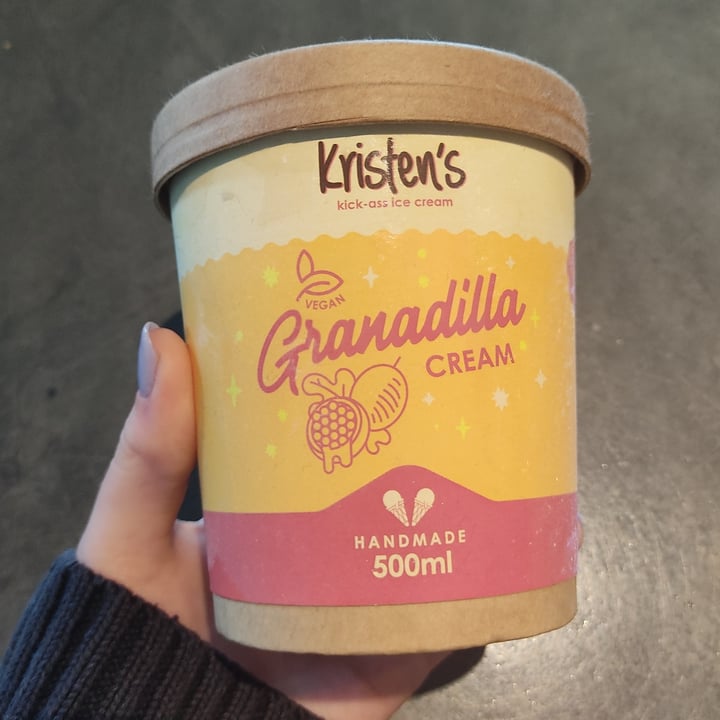 Kristen's
kick-ass ice cream
VEGAN
Granadilla
CREAM
HANDMADE
500ml